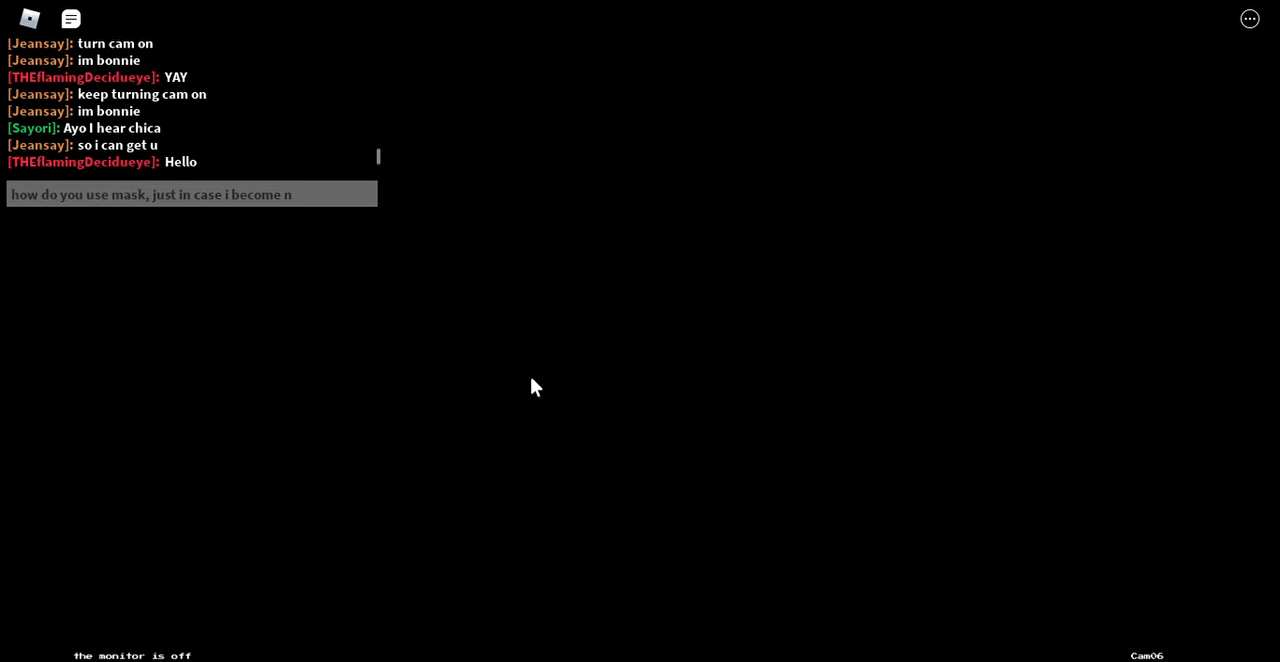 [Jeansay]: turn cam on
[Jeansay]: im bonnie
[THEflamingDecidueye]: YAY
[Jeansay]: keep turning cam on
[Jeansay]: im bonnie
[Sayori]: Ayo I hear chica
[Jeansay]: so i can get u
[THEflamingDecidueye]: Hello
how do you use mask, just in case i become n
the monitor is off
Cam06